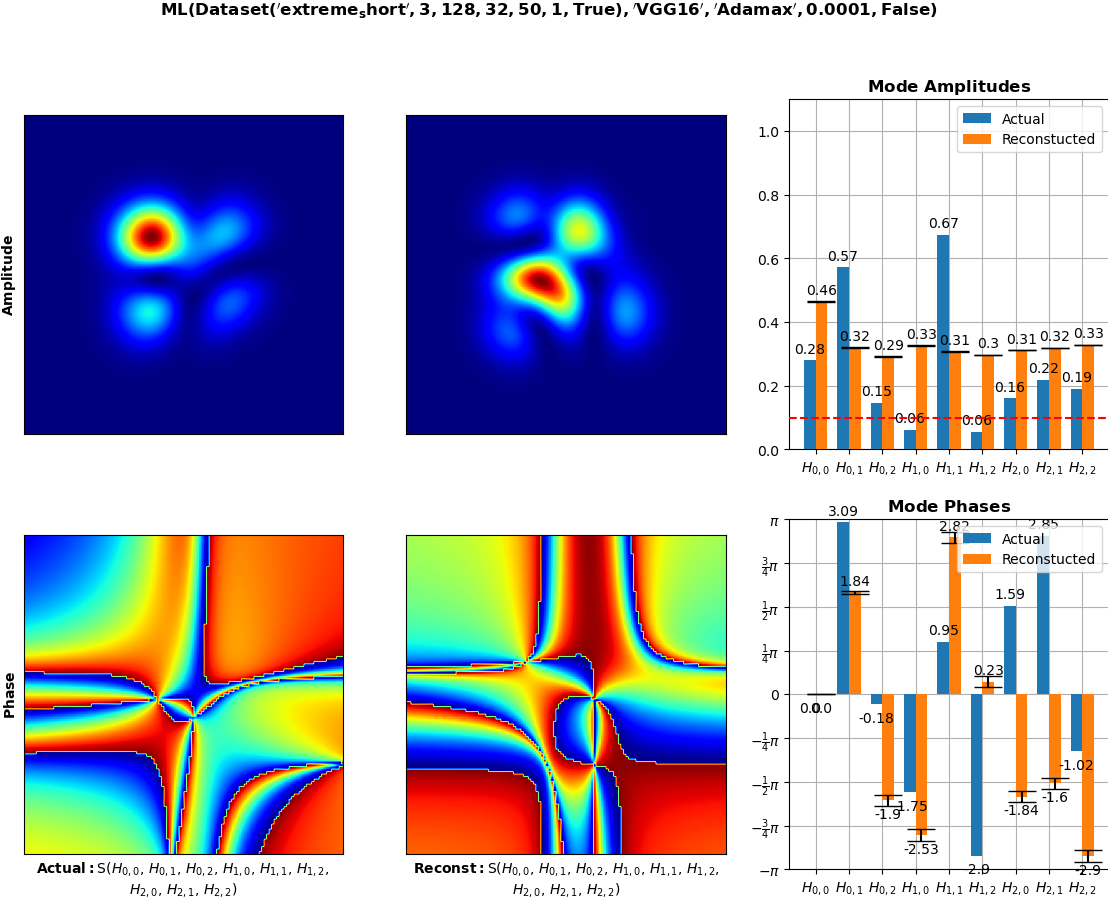 ML(Dataset('extreme_short', 3, 128, 32, 50, 1, True), 'VGG16', 'Adamax', 0.0001, False)
Amplitude
Mode Amplitudes
Actual
Reconstucted
1.0
0.8
0.6
0.4
0.2
0.0
0.28
0.57
0.15
0.06
0.67
0.06
0.16
0.22
0.19
0.46
0.32
0.29
0.33
0.31
0.3
0.31
0.32
0.33
H0,0 H0,1 H0,2 H1,0 H1,1 H1,2 H2,0 H2,1 H2,2
Phase
Mode Phases
Actual
Reconstucted
π
3/4π
1/2π
1/4π
0
−1/4π
−1/2π
−3/4π
−π
0.0
3.09
-0.18
0.95
1.59
2.85
-1.02
0.0
1.84
-1.9
-2.53
2.82
0.23
-1.84
-1.6
-2.9
H0,0 H0,1 H0,2 H1,0 H1,1 H1,2 H2,0 H2,1 H2,2
Actual: S(H0,0, H0,1, H0,2, H1,0, H1,1, H1,2,
H2,0, H2,1, H2,2)
Reconst: S(H0,0, H0,1, H0,2, H1,0, H1,1, H1,2,
H2,0, H2,1, H2,2)